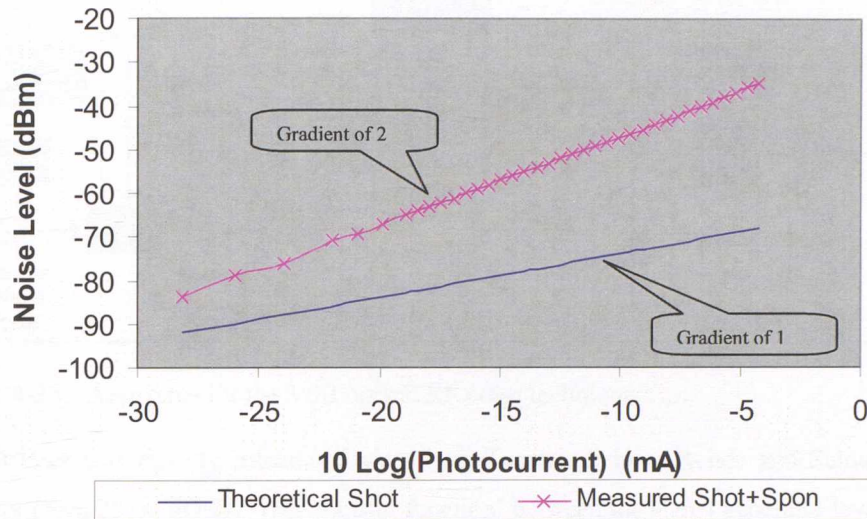 -20
-30
-40
-50
-60
-70
-80
-90
-100
Noise Level (dBm)
Gradient of 2
Gradient of 1
-30 -25 -20 -15 -10 -5 0
10 Log(Photocurrent) (mA)
Theoretical Shot Measured Shot+Spon